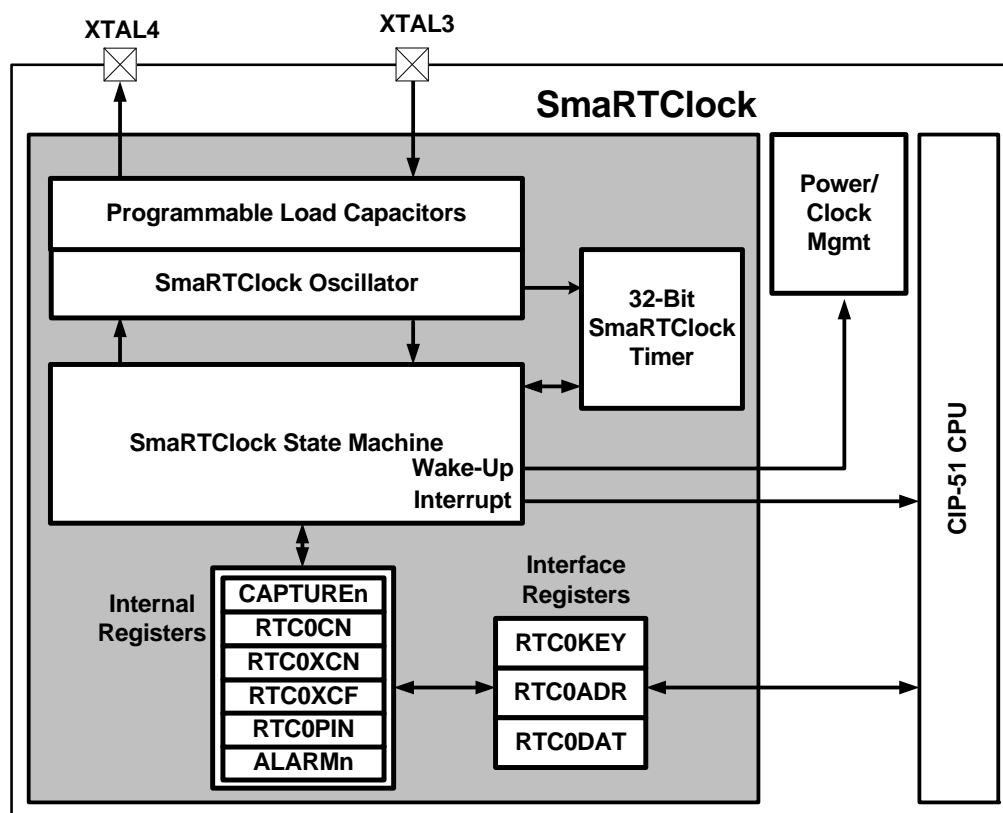 XTAL4
XTAL3
SmaRTClock
Programmable Load Capacitors
SmaRTClock Oscillator
32-Bit
SmaRTClock
Timer
Power/
Clock
Mgmt
SmaRTClock State Machine
Wake-Up
Interrupt
CIP-51 CPU
Internal
Registers
CAPTUREn
RTC0CN
RTC0XCN
RTC0XCF
RTC0PIN
ALARMn
Interface
Registers
RTC0KEY
RTC0ADR
RTC0DAT